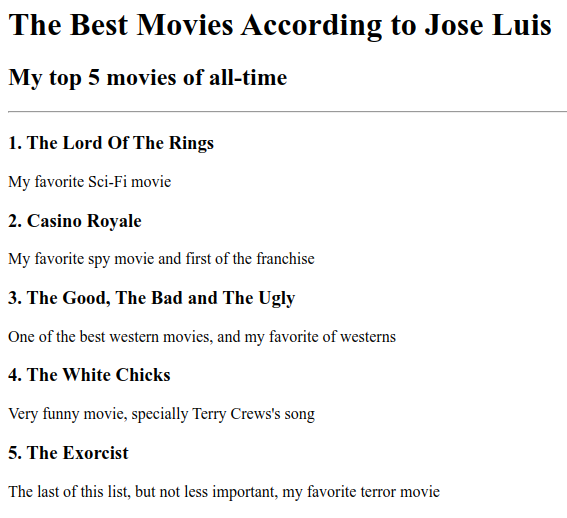 The Best Movies According to Jose Luis
My top 5 movies of all-time
1. The Lord Of The Rings
My favorite Sci-Fi movie
2. Casino Royale
My favorite spy movie and first of the franchise
3. The Good, The Bad and The Ugly
One of the best western movies, and my favorite of westerns
4. The White Chicks
Very funny movie, specially Terry Crews's song
5. The Exorcist
The last of this list, but not less important, my favorite terror movie